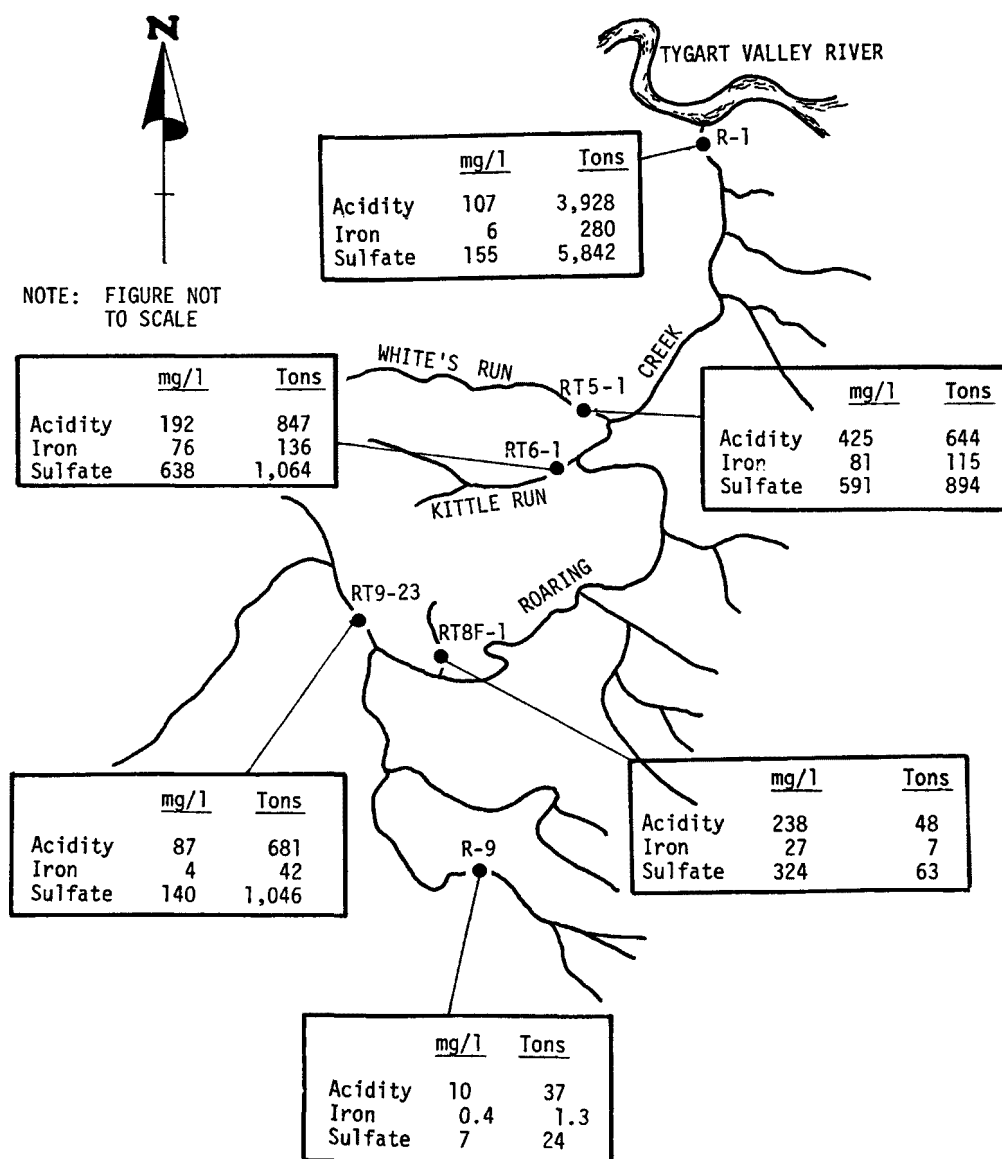 N
TYGART VALLEY RIVER
R-1
mg/l Tons
Acidity 107 3,928
Iron 6 280
Sulfate 155 5,842
NOTE: FIGURE NOT
TO SCALE
WHITE'S RUN
CREEK
RT5-1
mg/l Tons
Acidity 192 847
Iron 76 136
Sulfate 638 1,064
mg/l Tons
Acidity 425 644
Iron 81 115
Sulfate 591 894
RT6-1
KITTLE RUN
ROARING
RT9-23
RT8F-1
mg/l Tons
Acidity 87 681
Iron 4 42
Sulfate 140 1,046
mg/l Tons
Acidity 238 48
Iron 27 7
Sulfate 324 63
R-9
mg/l Tons
Acidity 10 37
Iron 0.4 1.3
Sulfate 7 24